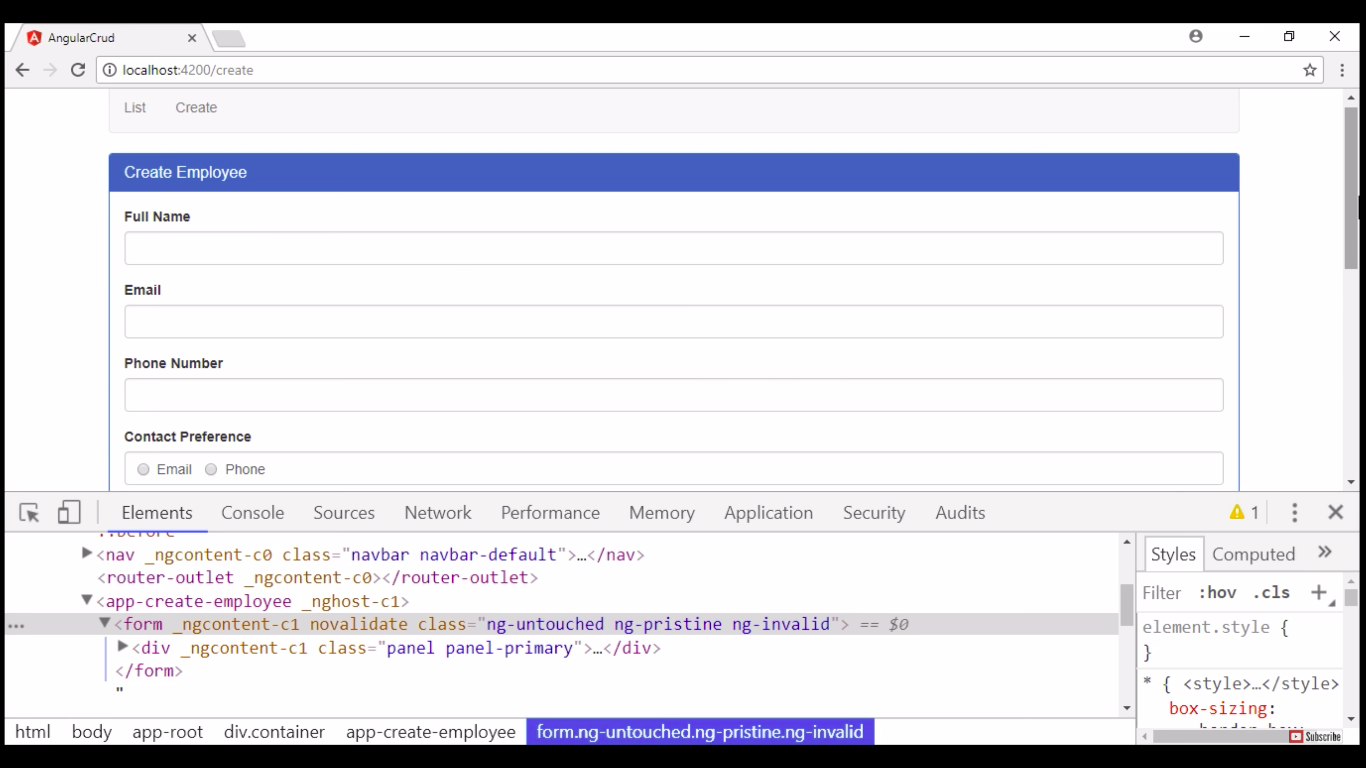 AngularCrud
localhost:4200/create
List Create
Create Employee
Full Name
Email
Phone Number
Contact Preference
Email Phone
Elements Console Sources Network Performance Memory Application Security Audits 1
::before
<nav _ngcontent-c0 class="navbar navbar-default">…</nav>
<router-outlet _ngcontent-c0></router-outlet>
<app-create-employee _nghost-c1>
<form _ngcontent-c1 novalidate class="ng-untouched ng-pristine ng-invalid"> == $0
<div _ngcontent-c1 class="panel panel-primary">…</div>
</form>
"
html body app-root div.container app-create-employee form.ng-untouched.ng-pristine.ng-invalid
Styles Computed »
Filter :hov .cls +
element.style {
}
* { <style>…</style>
box-sizing:
border-box
Subscribe